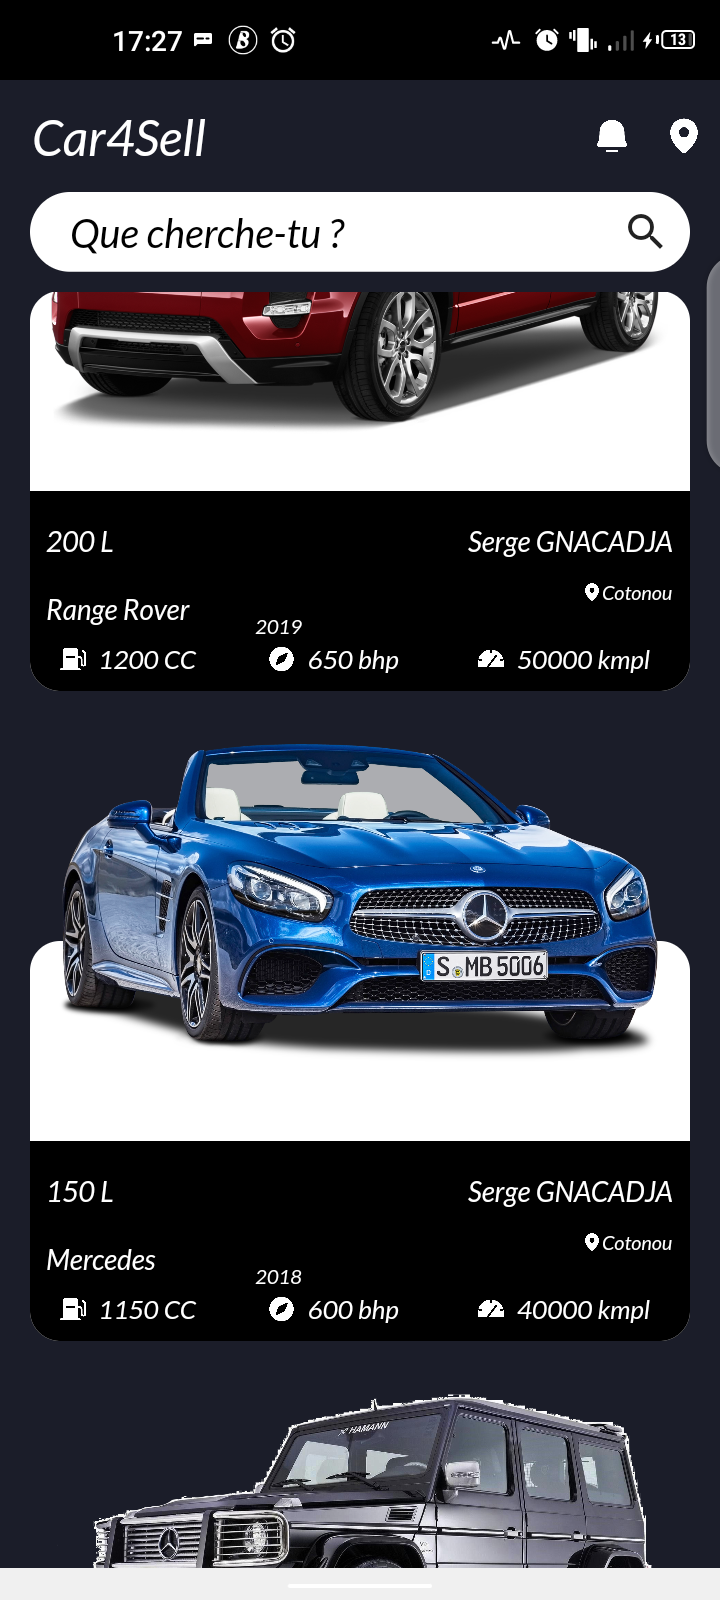 17:27
13
Car4Sell
Que cherche-tu ?
200 L
Serge GNACADJA
Cotonou
Range Rover
2019
1200 CC
650 bhp
50000 kmpl
S MB 5006
150 L
Serge GNACADJA
Cotonou
Mercedes
2018
1150 CC
600 bhp
40000 kmpl
HAMANN